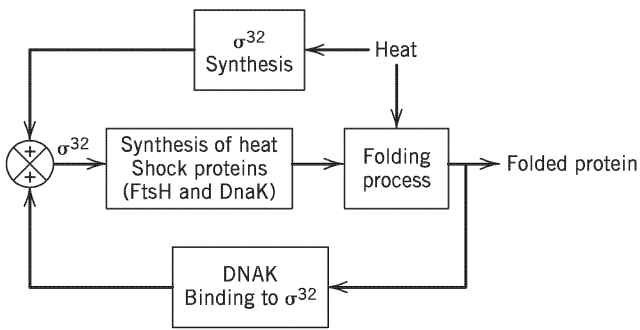 σ³² Synthesis
Heat
+
+
σ³²
Synthesis of heat
Shock proteins
(FtsH and DnaK)
Folding
process
Folded protein
DNAK
Binding to σ³²